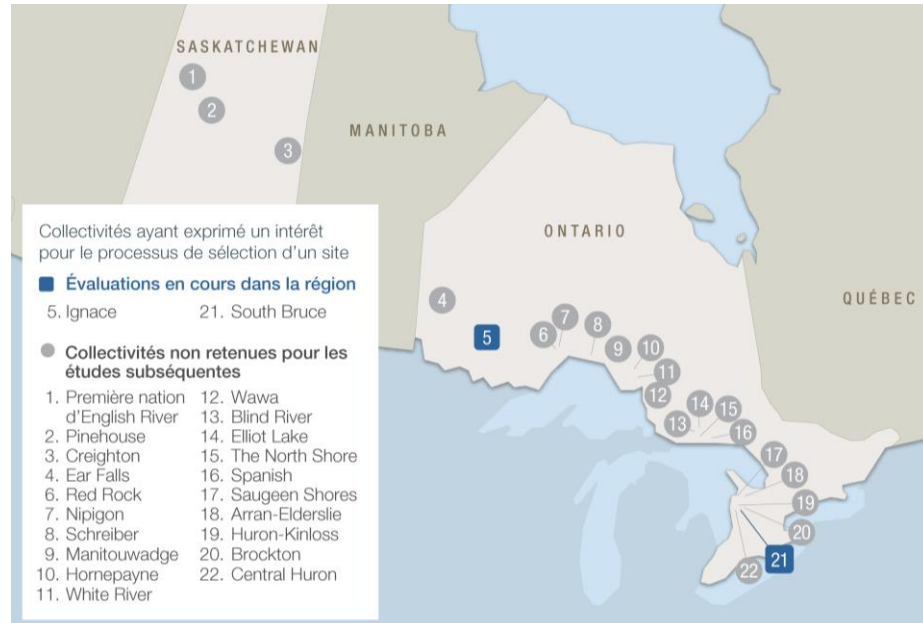 SASKATCHEWAN
1
2
3
MANITOBA
ONTARIO
QUÉBEC
4
5
6
7
8
9
10
11
12
13
14
15
16
17
18
19
20
21
22
Collectivités ayant exprimé un intérêt
pour le processus de sélection d'un site
Évaluations en cours dans la région
5. Ignace
21. South Bruce
Collectivités non retenues pour les
études subséquentes
1. Première nation
d'English River
2. Pinehouse
3. Creighton
4. Ear Falls
6. Red Rock
7. Nipigon
8. Schreiber
9. Manitouwadge
10. Hornepayne
11. White River
12. Wawa
13. Blind River
14. Elliot Lake
15. The North Shore
16. Spanish
17. Saugeen Shores
18. Arran-Elderslie
19. Huron-Kinloss
20. Brockton
22. Central Huron